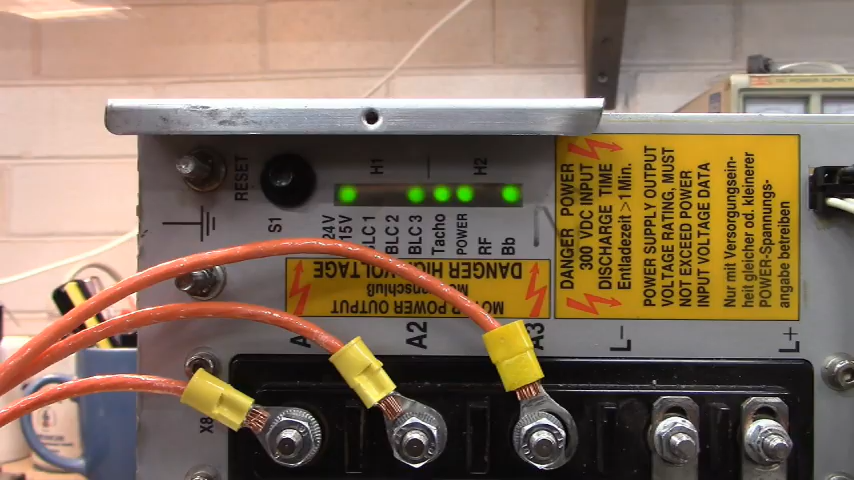 RESET
S1
H1
H2
24V
15V
BLC 1
BLC 2
BLC 3
Tacho
POWER
RF
Bb
DANGER HIGH VOLTAGE
MOTOR POWER OUTPUT
A2
A3
X8
DANGER POWER
300 VDC INPUT
DISCHARGE TIME
Entladezeit > 1 Min.
POWER SUPPLY OUTPUT
VOLTAGE RATING, MUST
NOT EXCEED POWER
INPUT VOLTAGE DATA
Nur mit Versorgungsein-
heit gleicher od. kleinerer
POWER-Spannungs-
angabe betreiben
L-
L+
DC POWER SUPPLY